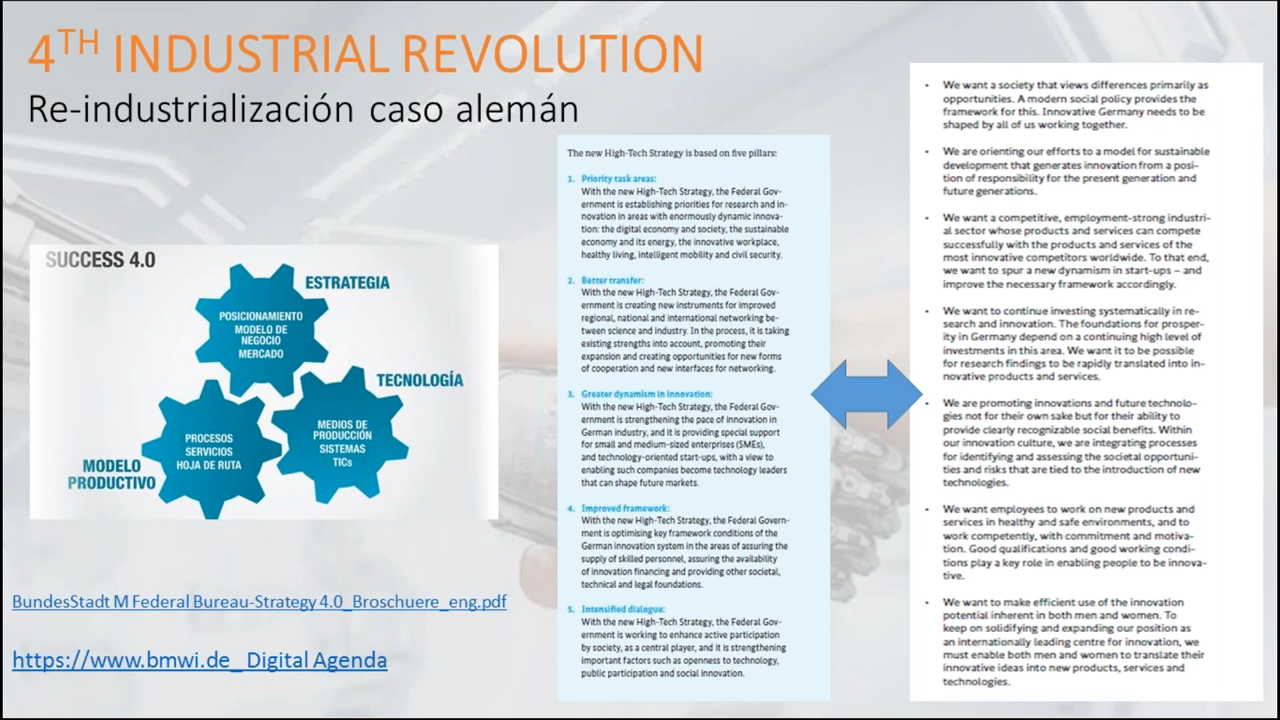 4TH INDUSTRIAL REVOLUTION
Re-industrialización caso alemán
SUCCESS 4.0
ESTRATEGIA
POSICIONAMIENTO
MODELO DE
NEGOCIO
MERCADO
TECNOLOGÍA
MEDIOS DE
PRODUCCIÓN
SISTEMAS
TICs
PROCESOS
SERVICIOS
HOJA DE RUTA
MODELO
PRODUCTIVO
BundesStadt M Federal Bureau-Strategy 4.0_Broschuere_eng.pdf
https://www.bmwi.de_ Digital Agenda
The new High-Tech Strategy is based on five pillars:
1. Priority task areas:
With the new High-Tech Strategy, the Federal Gov-
ernment is establishing priorities for research and in-
novation in areas with enormously dynamic innova-
tion: the digital economy and society, the sustainable
economy and its energy, the innovative workplace,
healthy living, intelligent mobility and civil security.
2. Better transfer:
With the new High-Tech Strategy, the Federal Gov-
ernment is creating new instruments for improved
regional, national and international networking be-
tween science and industry. In the process, it is taking
existing strengths into account, promoting their
expansion and creating opportunities for new forms
of cooperation and new interfaces for networking.
3. Greater dynamism in innovation:
With the new High-Tech Strategy, the Federal Gov-
ernment is strengthening the pace of innovation in
German industry, and it is providing special support
for small and medium-sized enterprises (SMEs),
and technology-oriented start-ups, with a view to
enabling such companies become technology leaders
that can shape future markets.
4. Improved framework:
With the new High-Tech Strategy, the Federal Govern-
ment is optimising key framework conditions of the
German innovation system in the areas of assuring the
supply of skilled personnel, assuring the availability
of innovation financing and providing other societal,
technical and legal foundations.
5. Intensified dialogue:
With the new High-Tech Strategy, the Federal Gov-
ernment is working to enhance active participation
by society, as a central player, and it is strengthening
important factors such as openness to technology,
public participation and social innovation.
• We want a society that views differences primarily as
opportunities. A modern social policy provides the
framework for this. Innovative Germany needs to be
shaped by all of us working together.
• We are orienting our efforts to a model for sustainable
development that generates innovation from a posi-
tion of responsibility for the present generation and
future generations.
• We want a competitive, employment-strong industri-
al sector whose products and services can compete
successfully with the products and services of the
most innovative competitors worldwide. To that end,
we want to spur a new dynamism in start-ups – and
improve the necessary framework accordingly.
• We want to continue investing systematically in re-
search and innovation. The foundations for prosper-
ity in Germany depend on a continuing high level of
investments in this area. We want it to be possible
for research findings to be rapidly translated into in-
novative products and services.
• We are promoting innovations and future technolo-
gies not for their own sake but for their ability to
provide clearly recognizable social benefits. Within
our innovation culture, we are integrating processes
for identifying and assessing the societal opportuni-
ties and risks that are tied to the introduction of new
technologies.
• We want employees to work on new products and
services in healthy and safe environments, and to
work competently, with commitment and motiva-
tion. Good qualifications and good working condi-
tions play a key role in enabling people to be innova-
tive.
• We want to make efficient use of the innovation
potential inherent in both men and women. To
keep on solidifying and expanding our position as
an internationally leading centre for innovation, we
must enable both men and women to translate their
innovative ideas into new products, services and
technologies.